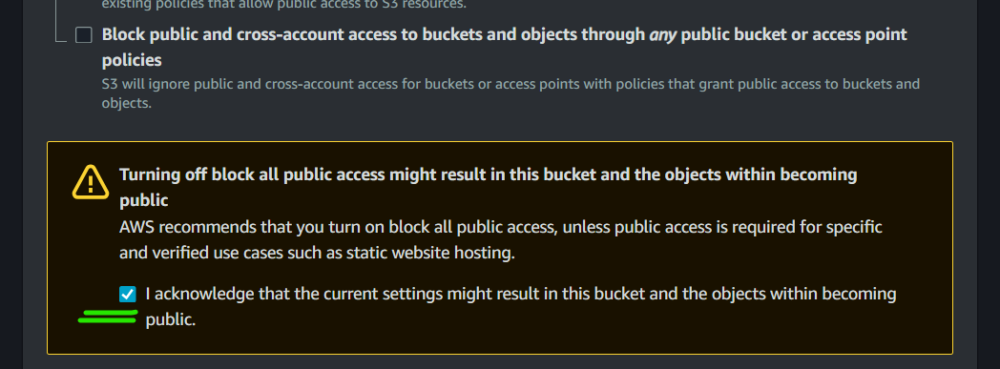 existing policies that allow public access to S3 resources.
Block public and cross-account access to buckets and objects through any public bucket or access point
policies
S3 will ignore public and cross-account access for buckets or access points with policies that grant public access to buckets and
objects.
Turning off block all public access might result in this bucket and the objects within becoming
public
AWS recommends that you turn on block all public access, unless public access is required for specific
and verified use cases such as static website hosting.
I acknowledge that the current settings might result in this bucket and the objects within becoming
public.